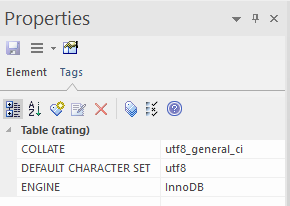 Properties
Element Tags
Table (rating)
COLLATE utf8_general_ci
DEFAULT CHARACTER SET utf8
ENGINE InnoDB